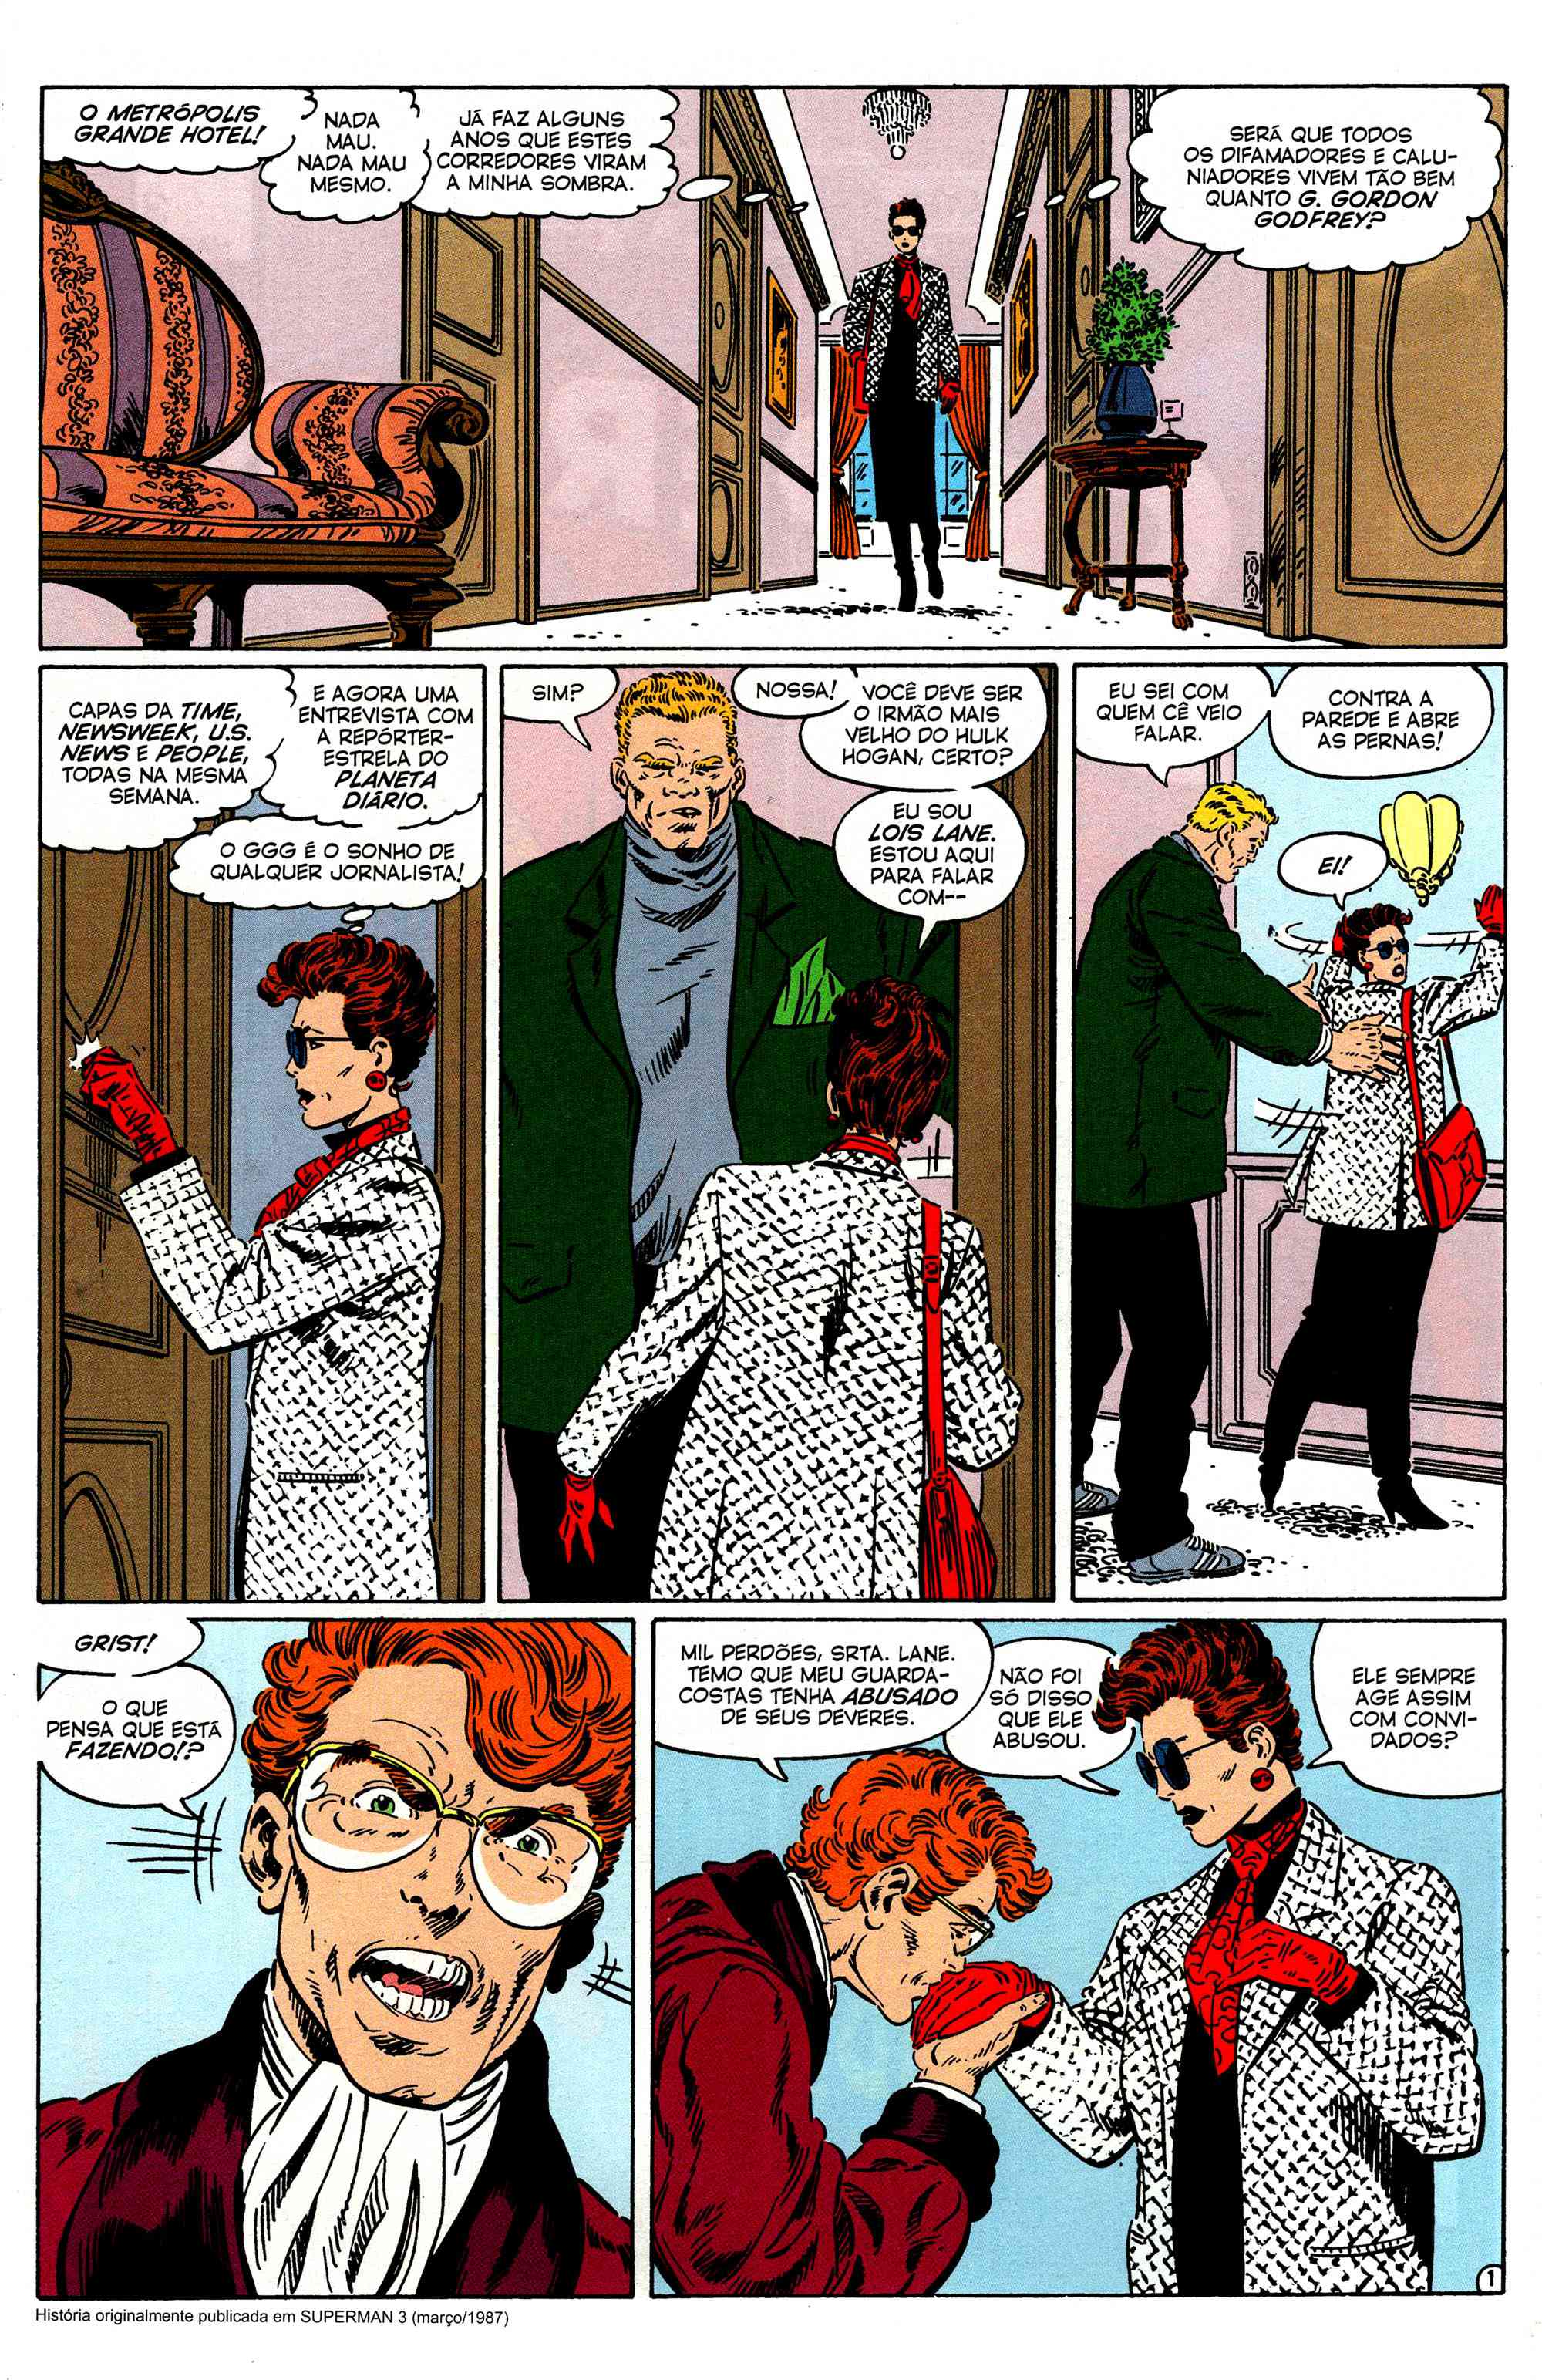 O METRÓPOLIS
GRANDE HOTEL!
NADA
MAU.
NADA MAU
MESMO.
JÁ FAZ ALGUNS
ANOS QUE ESTES
CORREDORES VIRAM
A MINHA SOMBRA.
SERÁ QUE TODOS
OS DIFAMADORES E CALU-
NIADORES VIVEM TÃO BEM
QUANTO G. GORDON
GODFREY?
CAPAS DA TIME,
NEWSWEEK, U.S.
NEWS E PEOPLE,
TODAS NA MESMA
SEMANA.
E AGORA UMA
ENTREVISTA COM
A REPÓRTER-
ESTRELA DO
PLANETA
DIÁRIO.
O GGG É O SONHO DE
QUALQUER JORNALISTA!
SIM?
NOSSA!
VOCÊ DEVE SER
O IRMÃO MAIS
VELHO DO HULK
HOGAN, CERTO?
EU SOU
LOIS LANE.
ESTOU AQUI
PARA FALAR
COM--
EU SEI COM
QUEM CÊ VEIO
FALAR.
CONTRA A
PAREDE E ABRE
AS PERNAS!
EI!
GRIST!
O QUE
PENSA QUE ESTÁ
FAZENDO!?
MIL PERDÕES, SRTA. LANE.
TEMO QUE MEU GUARDA-
COSTAS TENHA ABUSADO
DE SEUS DEVERES.
NÃO FOI
SÓ DISSO
QUE ELE
ABUSOU.
ELE SEMPRE
AGE ASSIM
COM CONVI-
DADOS?
1
História originalmente publicada em SUPERMAN 3 (março/1987)